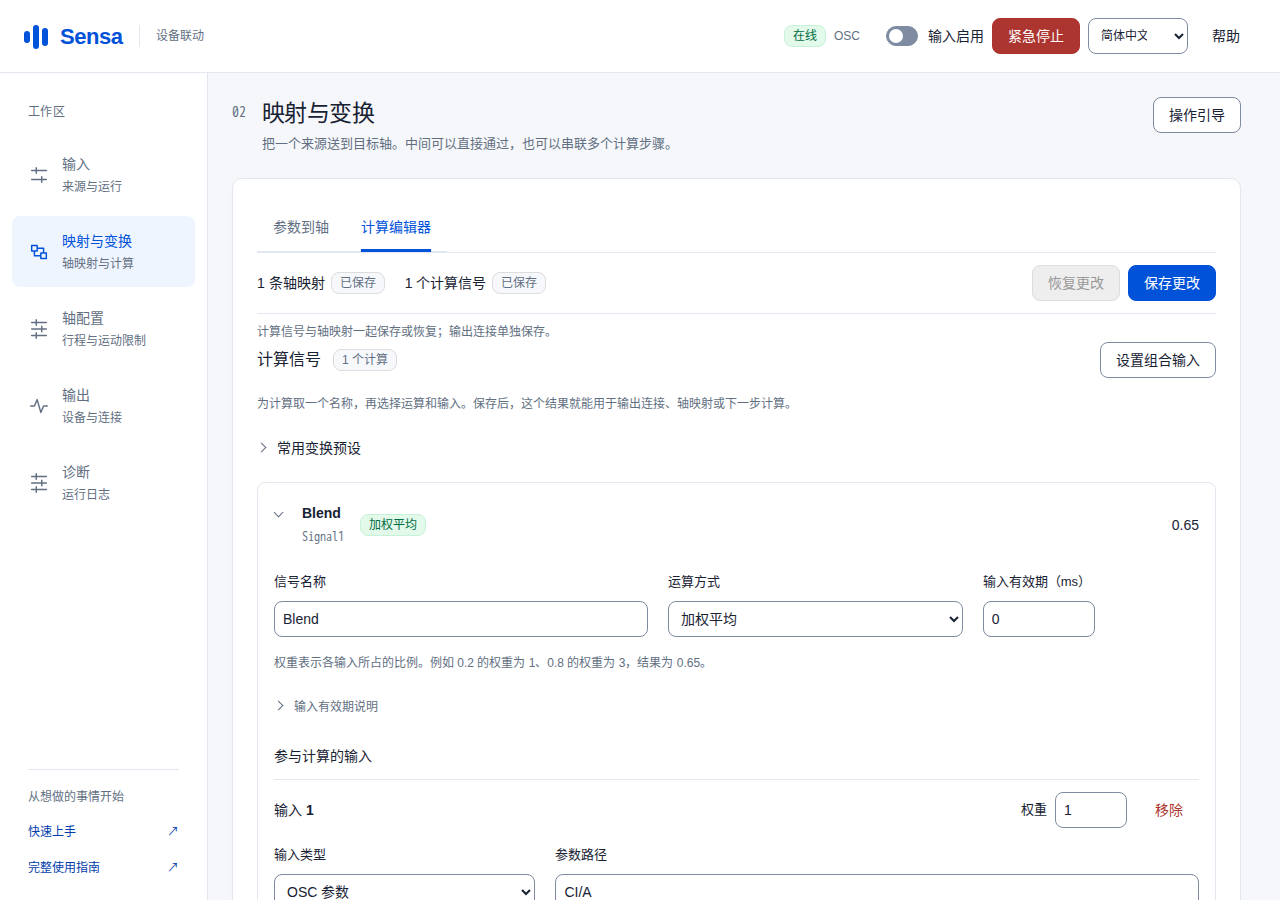 Sensa
设备联动
在线 OSC
输入启用
紧急停止
简体中文
帮助
工作区
输入
来源与运行
映射与变换
轴映射与计算
轴配置
行程与运动限制
输出
设备与连接
诊断
运行日志
从想做的事情开始
快速上手
完整使用指南
02 映射与变换
把一个来源送到目标轴。中间可以直接通过，也可以串联多个计算步骤。
操作引导
参数到轴 计算编辑器
1 条轴映射 已保存 1 个计算信号 已保存
恢复更改 保存更改
计算信号与轴映射一起保存或恢复；输出连接单独保存。
计算信号 1 个计算
设置组合输入
为计算取一个名称，再选择运算和输入。保存后，这个结果就能用于输出连接、轴映射或下一步计算。
常用变换预设
Blend
Signal1
加权平均
0.65
信号名称 运算方式 输入有效期（ms）
Blend 加权平均 0
权重表示各输入所占的比例。例如 0.2 的权重为 1、0.8 的权重为 3，结果为 0.65。
输入有效期说明
参与计算的输入
输入 1 权重 1 移除
输入类型 参数路径
OSC 参数 CI/A